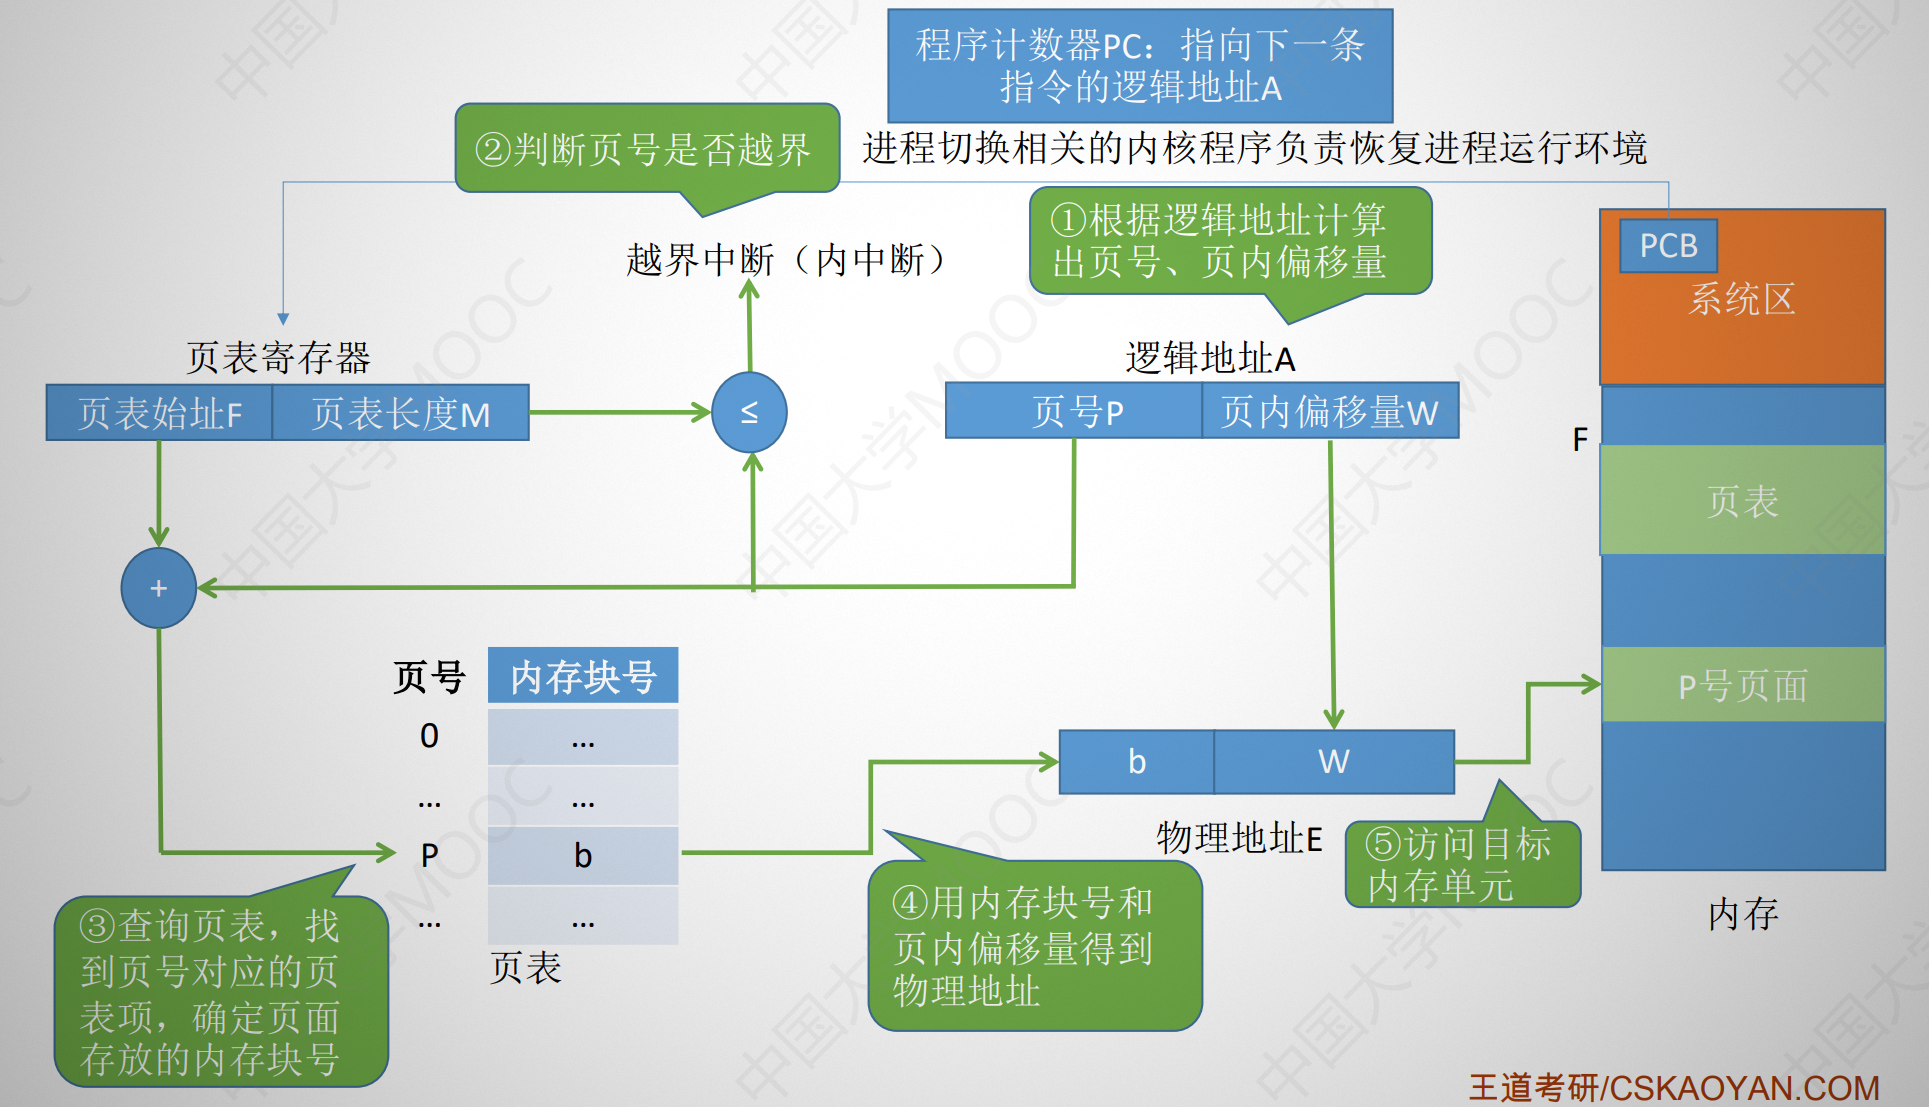 程序计数器PC：指向下一条
指令的逻辑地址A
②判断页号是否越界
进程切换相关的内核程序负责恢复进程运行环境
①根据逻辑地址计算
出页号、页内偏移量
PCB
系统区
越界中断（内中断）
页表寄存器
页表始址F
页表长度M
≤
逻辑地址A
页号P
页内偏移量W
F
页表
+
P号页面
页号
内存块号
0
...
...
...
P
b
...
...
页表
b
W
物理地址E
⑤访问目标
内存单元
内存
③查询页表，找
到页号对应的页
表项，确定页面
存放的内存块号
④用内存块号和
页内偏移量得到
物理地址
王道考研/CSKAOYAN.COM
中国大学MOOC